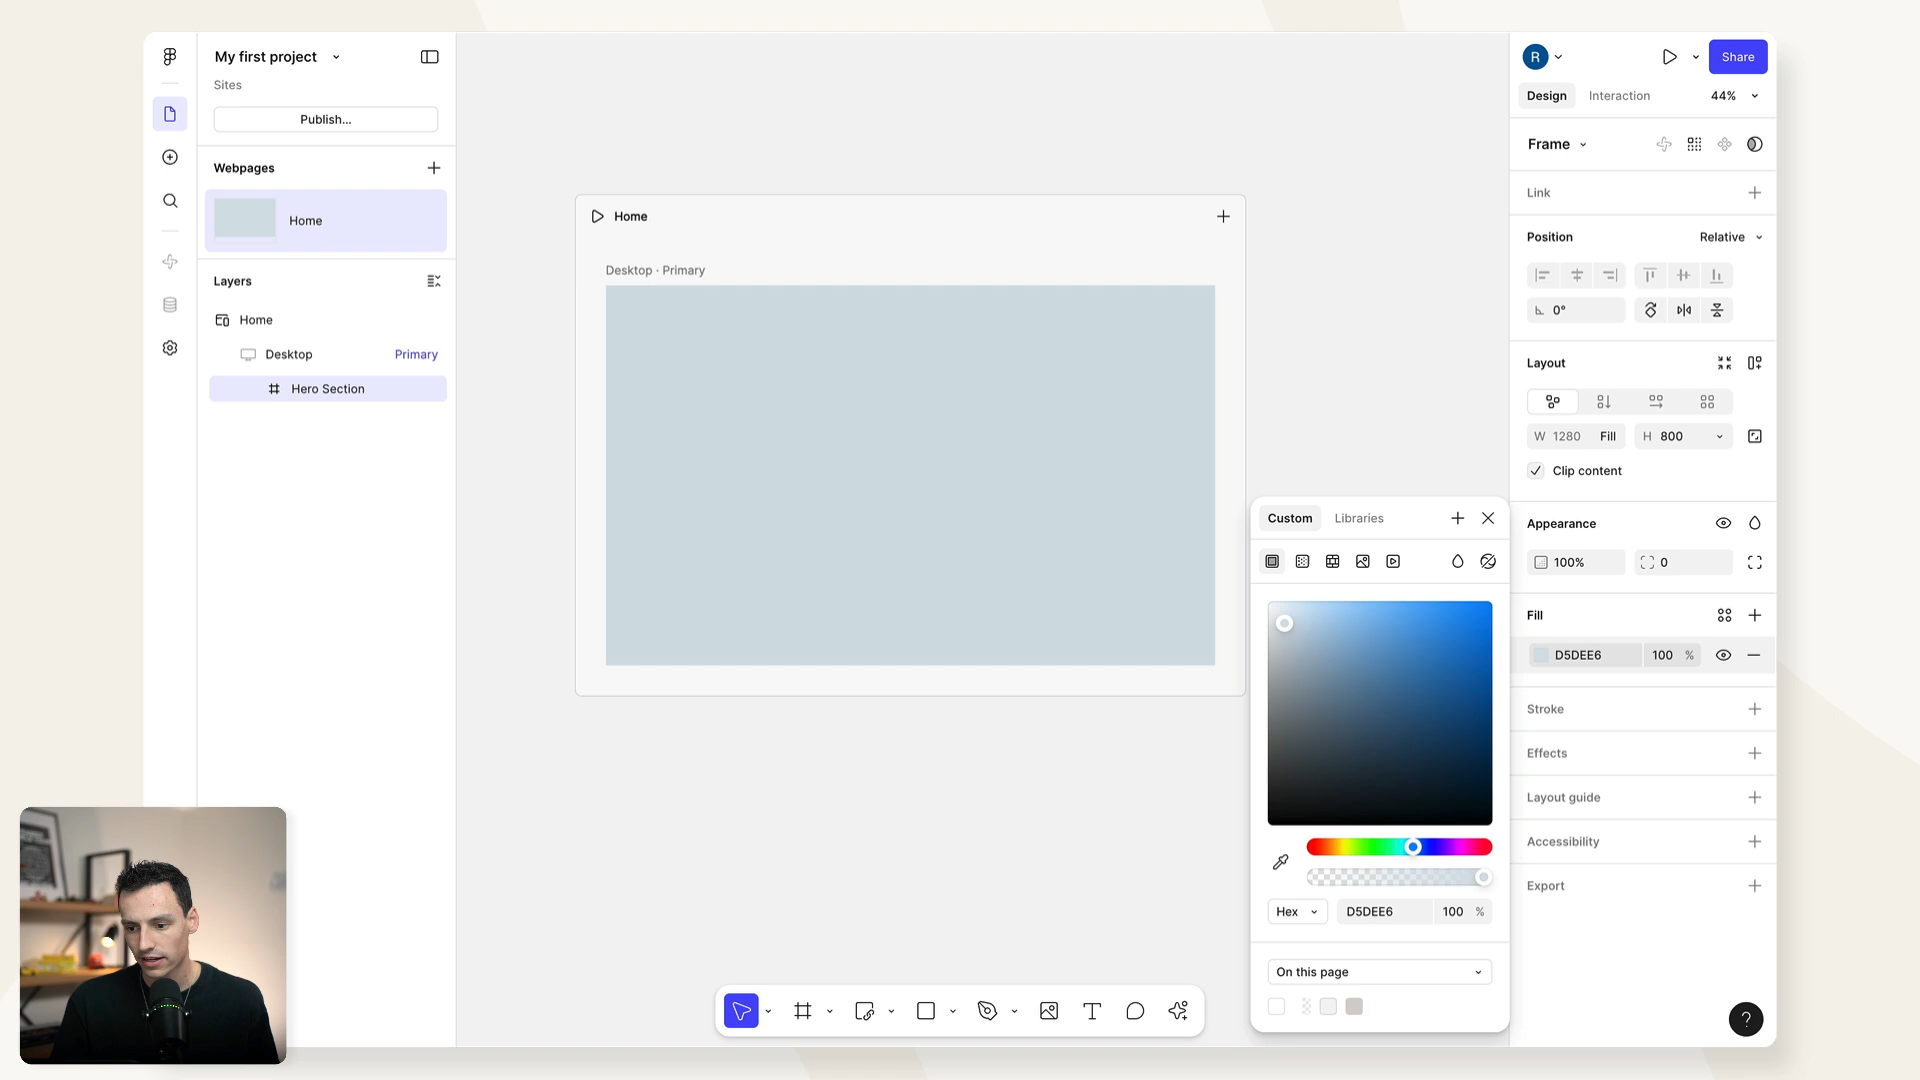 My first project
Sites
Publish...
Webpages
Home
Layers
Home
Desktop Primary
Hero Section
Home
Desktop · Primary
R
Share
Design Interaction 44%
Frame
Link
Position Relative
0°
Layout
W 1280 Fill H 800
Clip content
Appearance
100% 0
Fill
D5DEE6 100 %
Stroke
Effects
Layout guide
Accessibility
Export
Custom Libraries
Hex D5DEE6 100 %
On this page
?